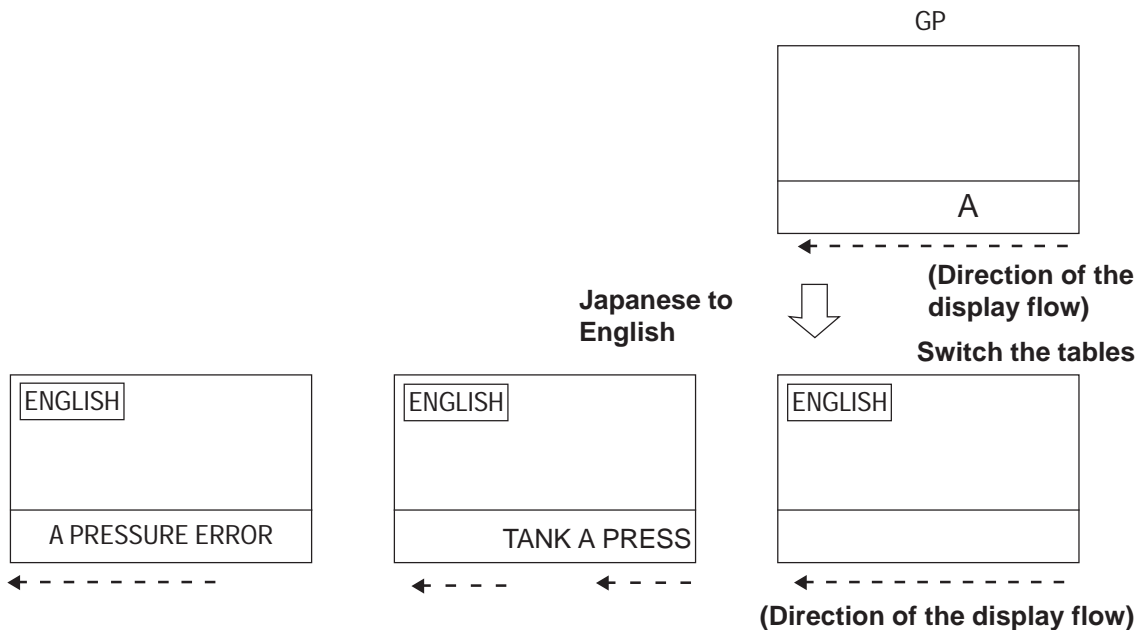 GP
A
(Direction of the
display flow)
Japanese to
English
Switch the tables
ENGLISH
A PRESSURE ERROR
ENGLISH
TANK A PRESS
ENGLISH
(Direction of the display flow)